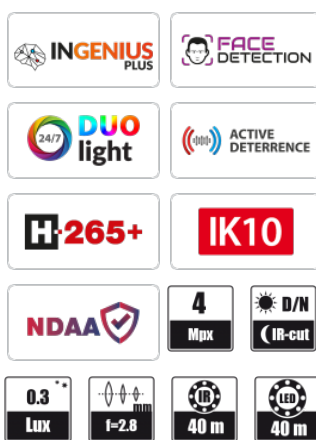 INGENIUS
PLUS
FACE
DETECTION
24/7
DUO
light
ACTIVE
DETERRENCE
H.265+
IK10
NDAA
4
Mpx
D/N
IR-cut
0.3
Lux
mm
f=2.8
IR
40 m
LED
40 m